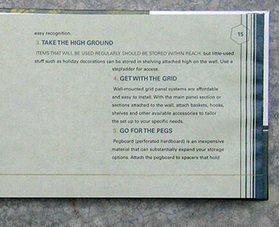 easy recognition.
15
3. TAKE THE HIGH GROUND
ITEMS THAT WILL BE USED REGULARLY SHOULD BE STORED WITHIN REACH, but little-used
stuff such as holiday decorations can be stored in shelving attached high on the wall. Use a
stepladder for access.
4. GET WITH THE GRID
Wall-mounted grid panel systems are affordable
and easy to install. With the main panel section or
sections attached to the wall, attach baskets, hooks,
shelves and other available accessories to tailor
the set up to your specific needs.
5. GO FOR THE PEGS
Pegboard (perforated hardboard) is an inexpensive
material that can substantially expand your storage
options. Attach the pegboard to spacers that hold